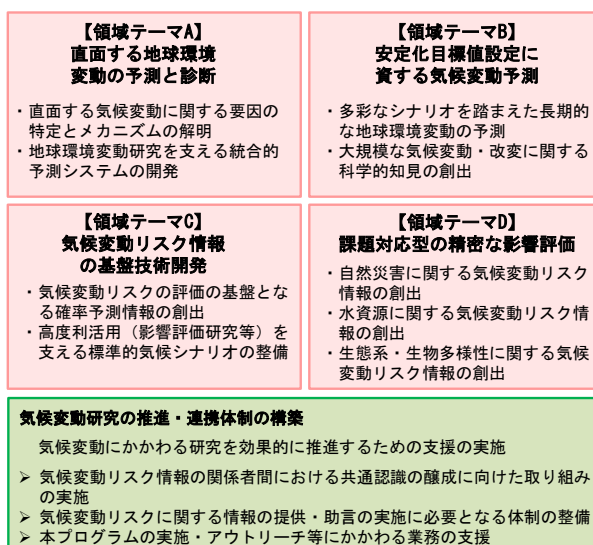 【領域テーマA】
直面する地球環境
変動の予測と診断
・直面する気候変動に関する要因の
特定とメカニズムの解明
・地球環境変動研究を支える統合的
予測システムの開発
【領域テーマB】
安定化目標値設定に
資する気候変動予測
・多彩なシナリオを踏まえた長期的
な地球環境変動の予測
・大規模な気候変動・改変に関する
科学的知見の創出
【領域テーマC】
気候変動リスク情報
の基盤技術開発
・気候変動リスクの評価の基盤とな
る確率予測情報の創出
・高度利活用（影響評価研究等）を
支える標準的気候シナリオの整備
【領域テーマD】
課題対応型の精密な影響評価
・自然災害に関する気候変動リスク
情報の創出
・水資源に関する気候変動リスク情
報の創出
・生態系・生物多様性に関する気候
変動リスク情報の創出
気候変動研究の推進・連携体制の構築
気候変動にかかわる研究を効果的に推進するための支援の実施
➢ 気候変動リスク情報の関係者間における共通認識の醸成に向けた取り組み
の実施
➢ 気候変動リスクに関する情報の提供・助言の実施に必要となる体制の整備
➢ 本プログラムの実施・アウトリーチ等にかかわる業務の支援